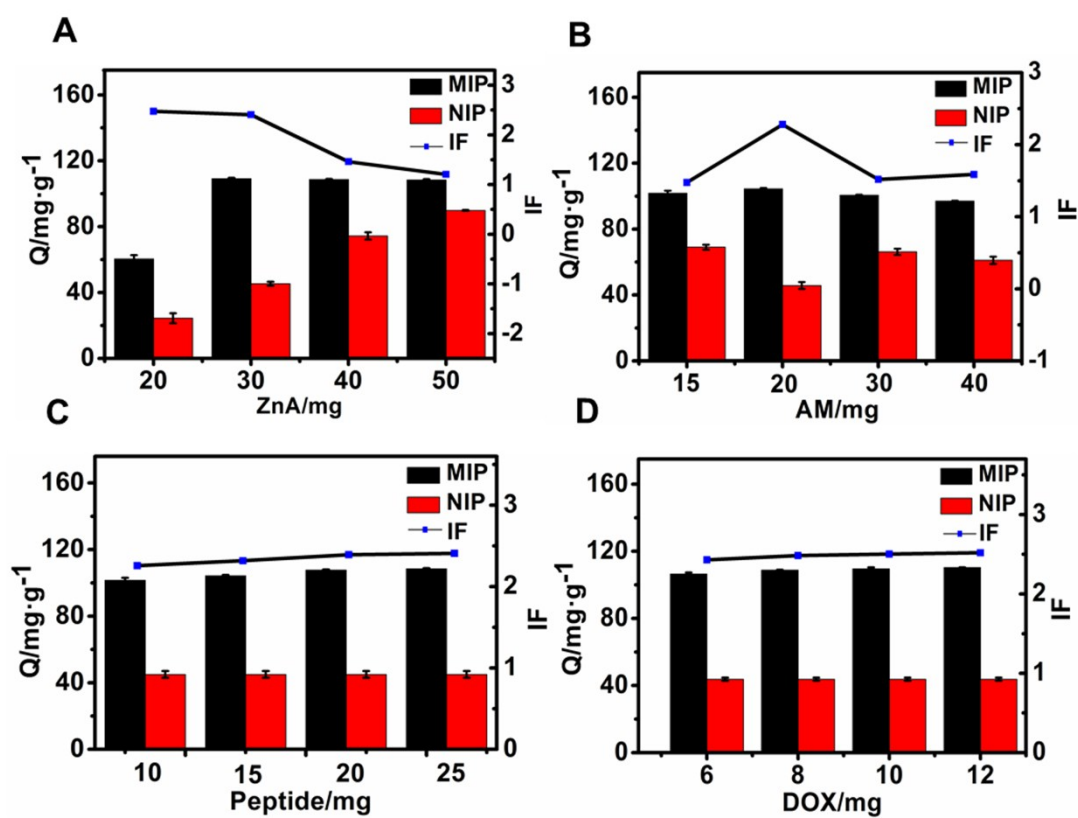 A
Q/mg·g-1
160
120
80
40
0
MIP
NIP
IF
3
2
1
0
-1
-2
IF
20 30 40 50
ZnA/mg
B
Q/mg·g-1
160
120
80
40
0
MIP
NIP
IF
3
2
1
0
-1
IF
15 20 30 40
AM/mg
C
Q/mg·g-1
160
120
80
40
0
MIP
NIP
IF
3
2
1
0
IF
10 15 20 25
Peptide/mg
D
Q/mg·g-1
160
120
80
40
0
MIP
NIP
IF
3
2
1
0
IF
6 8 10 12
DOX/mg